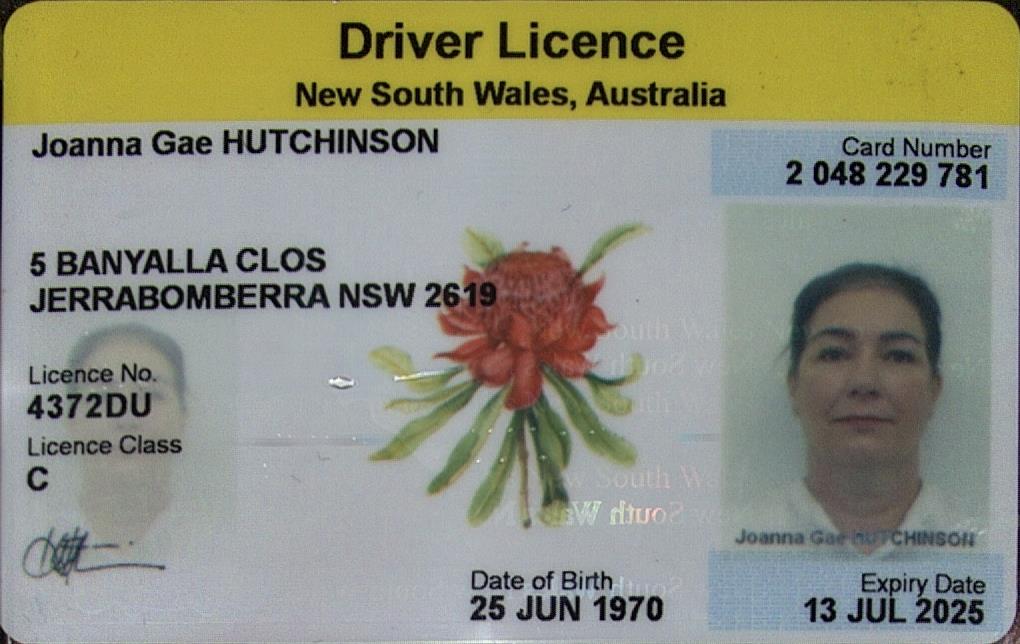 Driver Licence
New South Wales, Australia
Joanna Gae HUTCHINSON
Card Number
2 048 229 781
5 BANYALLA CLOS
JERRABOMBERRA NSW 2619
Licence No.
4372DU
Licence Class
C
Joanna Gae HUTCHINSON
Date of Birth
25 JUN 1970
Expiry Date
13 JUL 2025